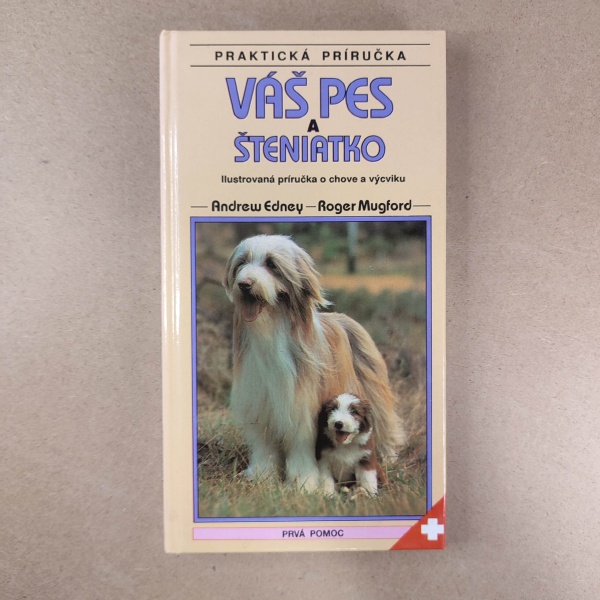 PRAKTICKÁ PRÍRUČKA
VÁŠ PES
A
ŠTENIATKO
Ilustrovaná príručka o chove a výcviku
Andrew Edney — Roger Mugford
PRVÁ POMOC